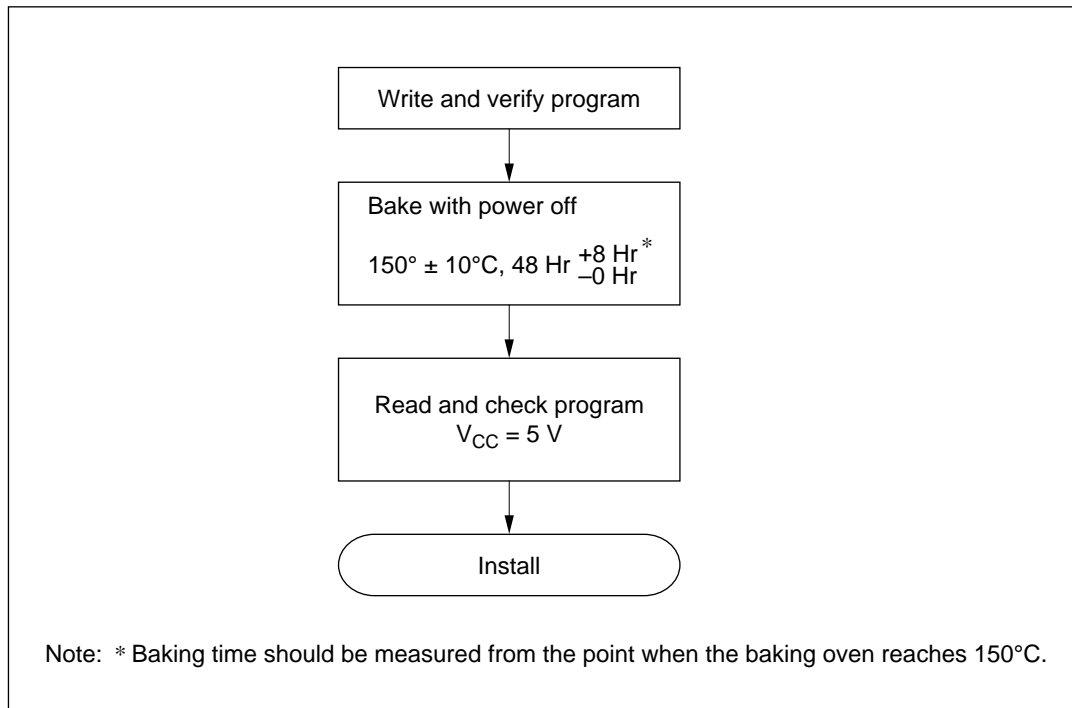 Write and verify program
Bake with power off
150° ± 10°C, 48 Hr +8 Hr*
–0 Hr
Read and check program
VCC = 5 V
Install
Note: * Baking time should be measured from the point when the baking oven reaches 150°C.